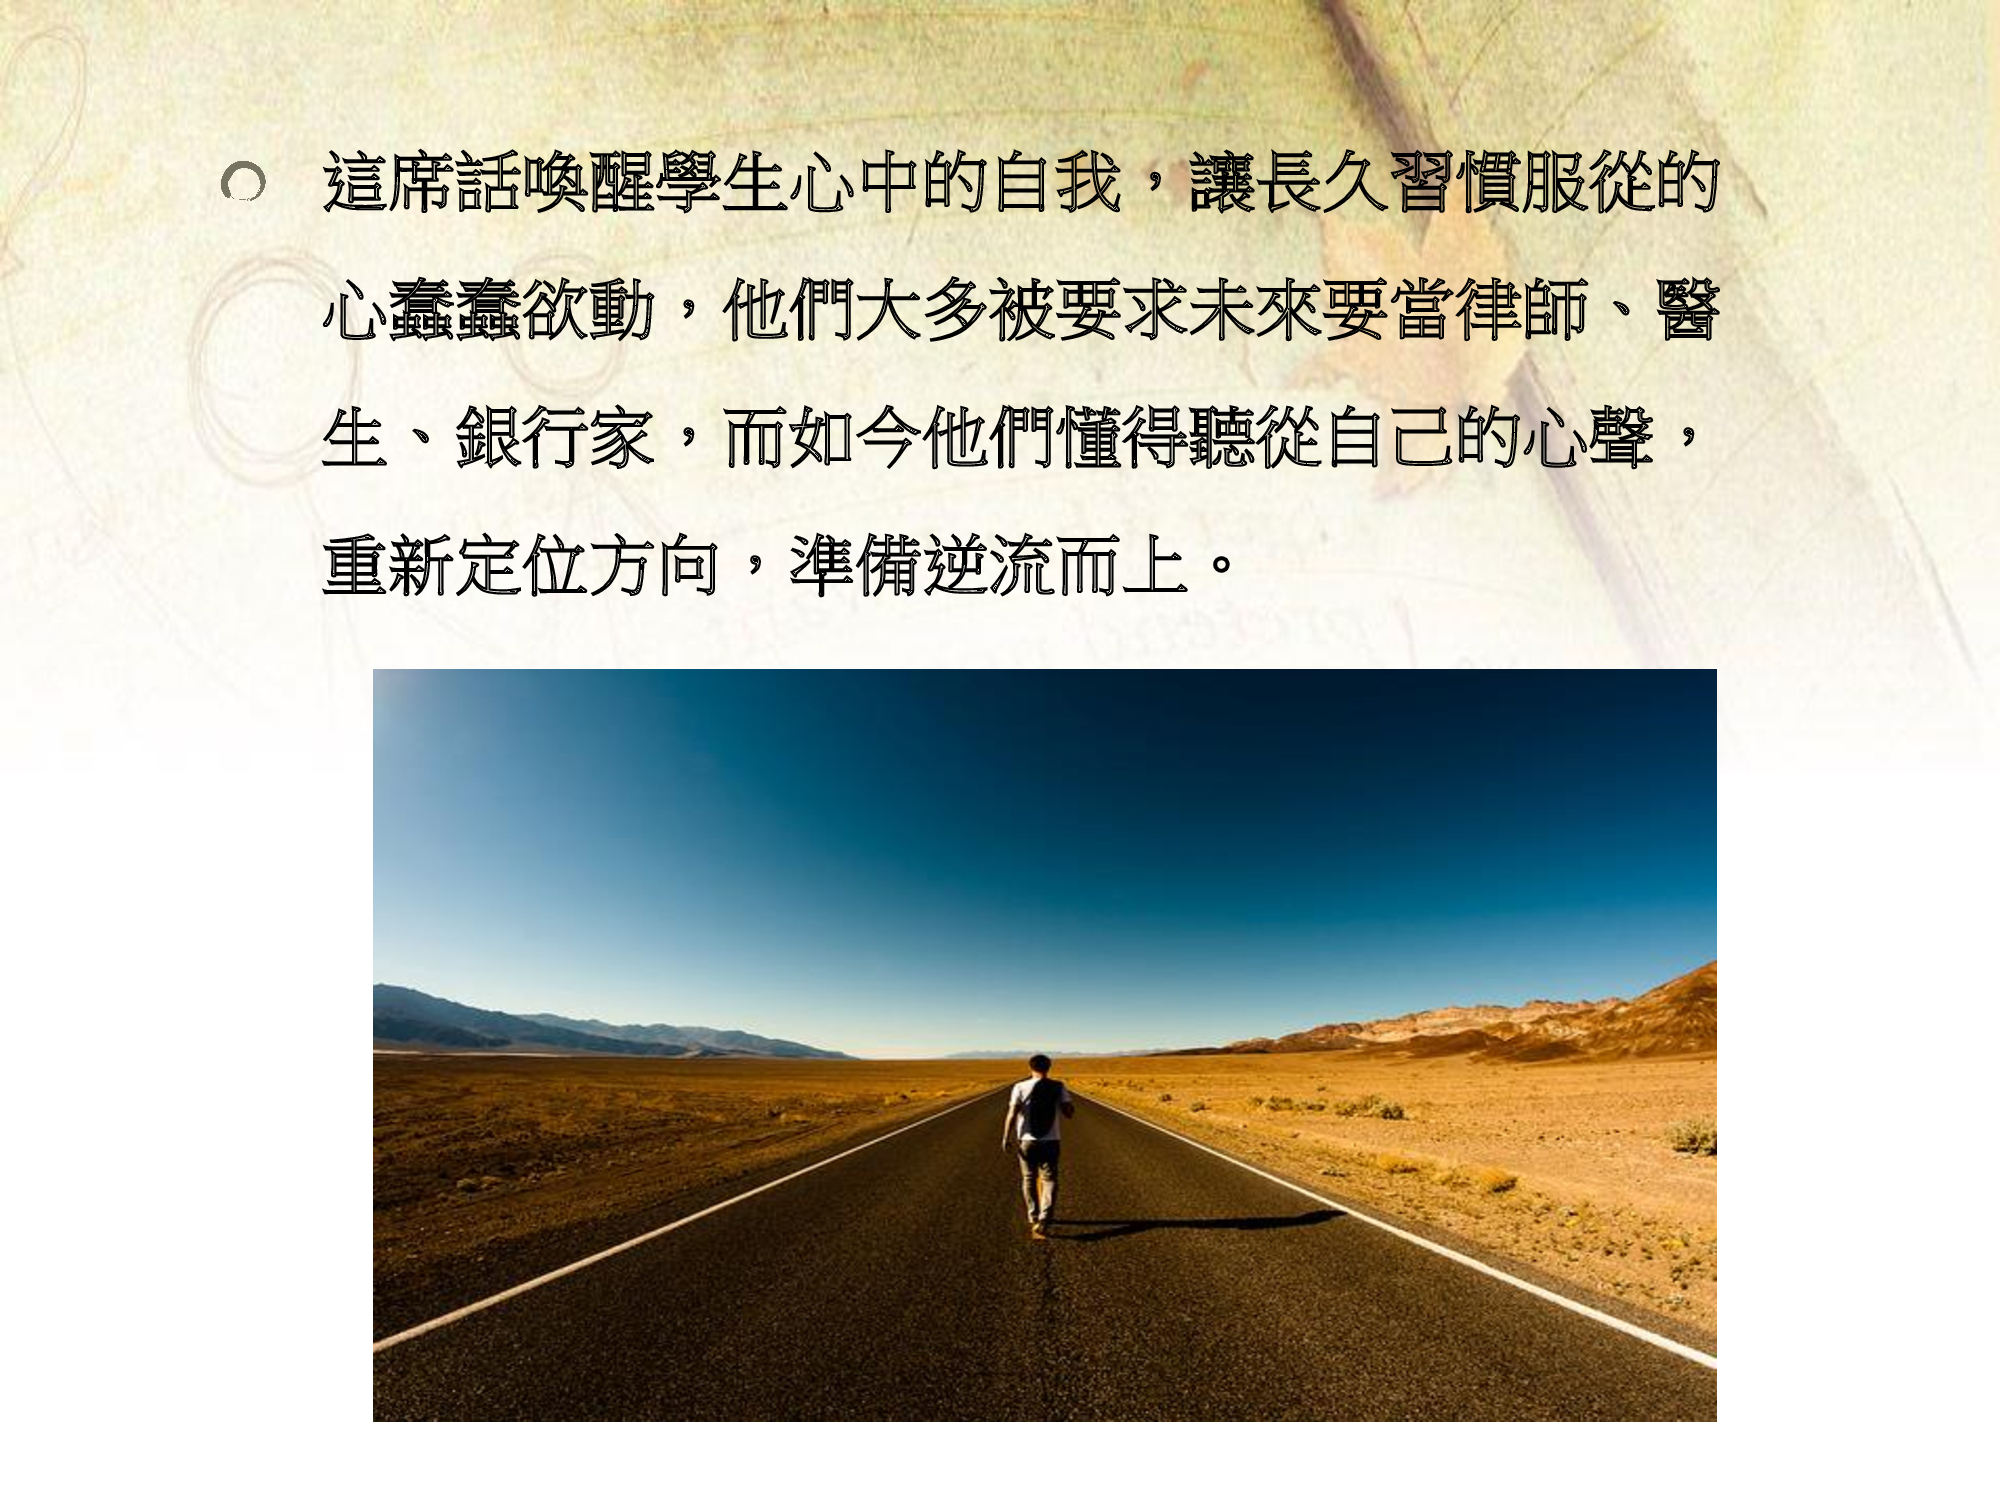 這席話喚醒學生心中的自我，讓長久習慣服從的
心蠢蠢欲動，他們大多被要求未來要當律師、醫
生、銀行家，而如今他們懂得聽從自己的心聲，
重新定位方向，準備逆流而上。